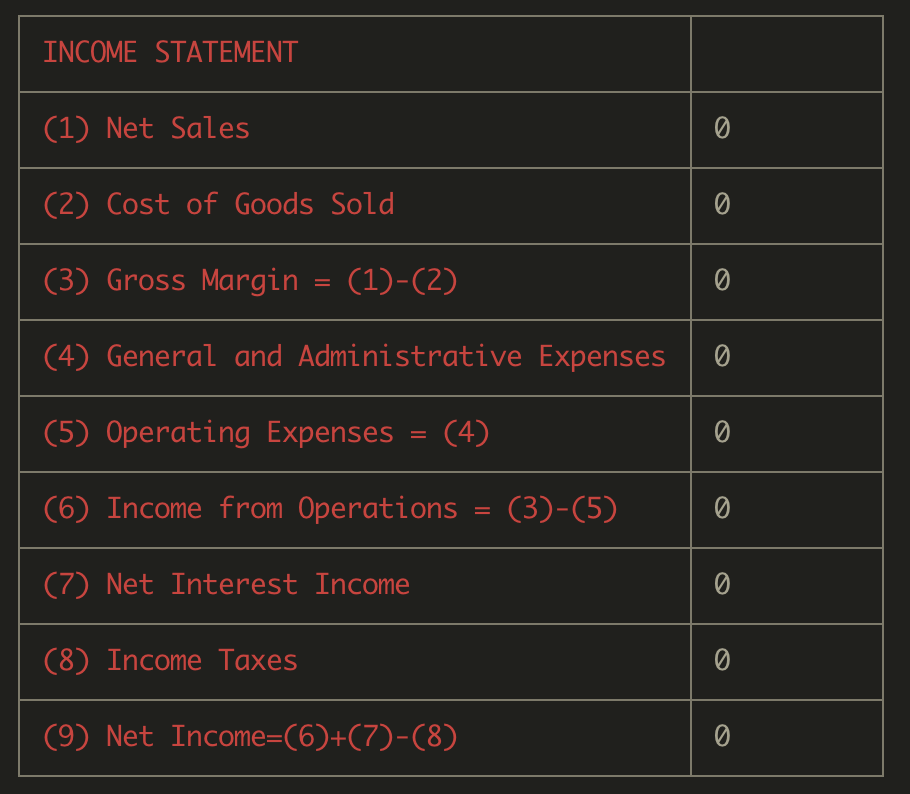 INCOME STATEMENT
(1) Net Sales 0
(2) Cost of Goods Sold 0
(3) Gross Margin = (1)-(2) 0
(4) General and Administrative Expenses 0
(5) Operating Expenses = (4) 0
(6) Income from Operations = (3)-(5) 0
(7) Net Interest Income 0
(8) Income Taxes 0
(9) Net Income=(6)+(7)-(8) 0